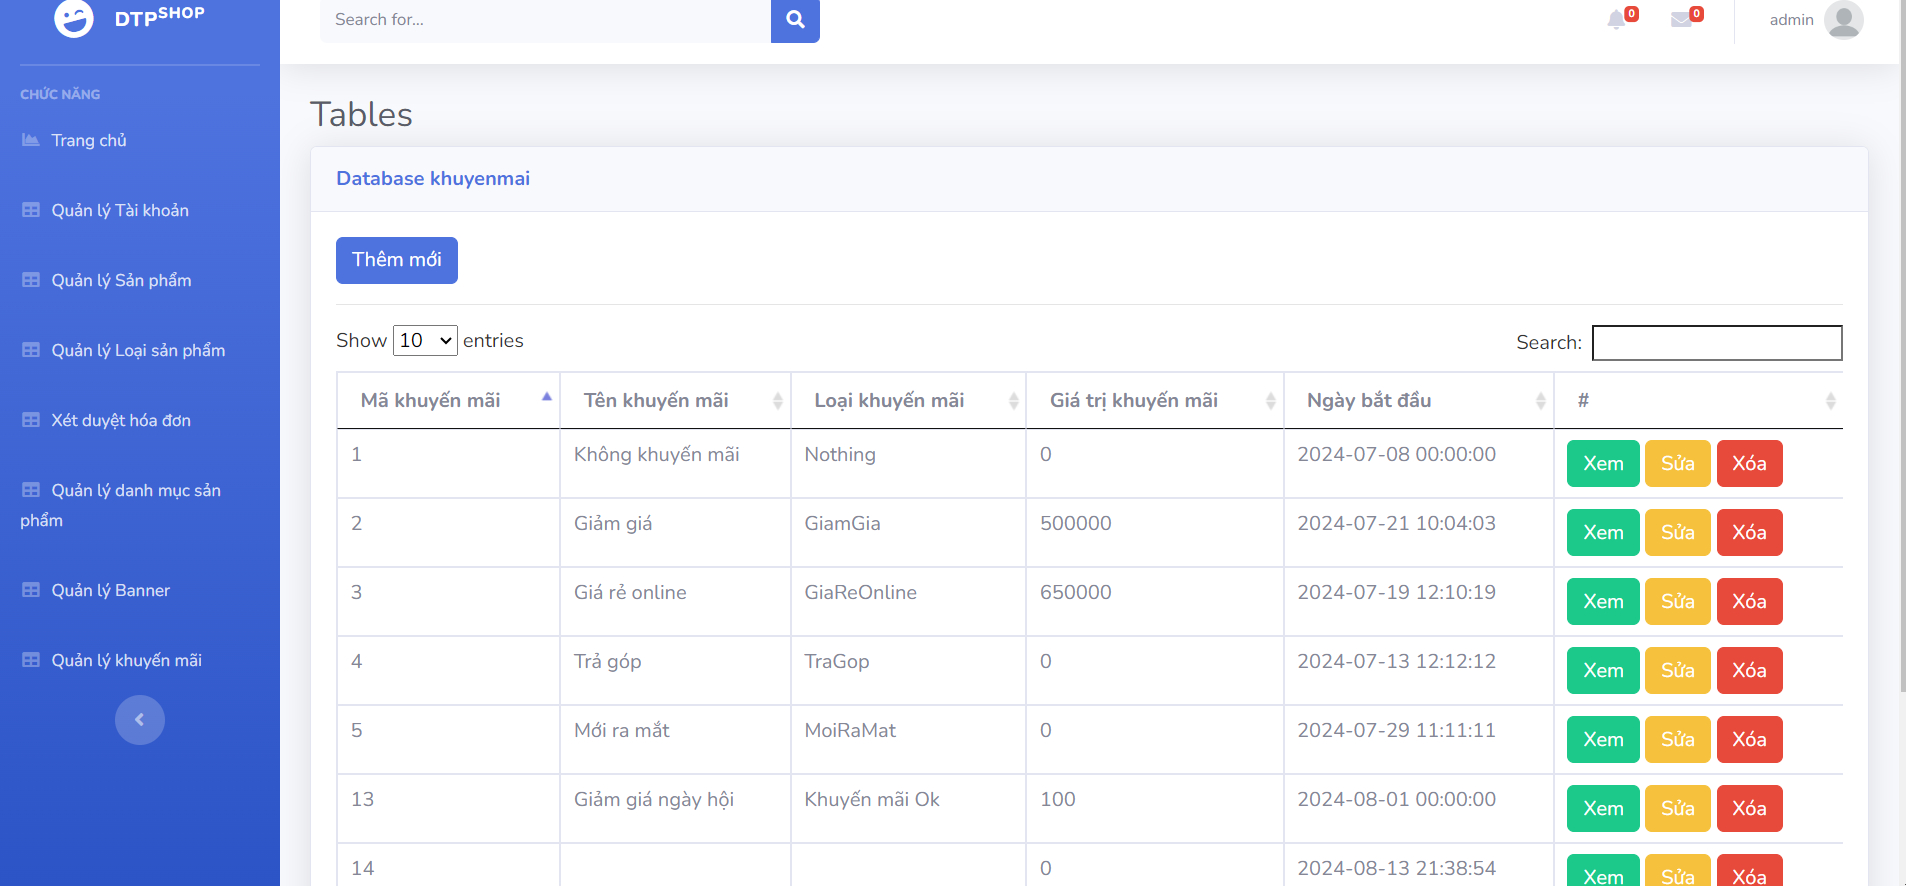 DTP SHOP
Search for...
0
0
admin
CHỨC NĂNG
Trang chủ
Quản lý Tài khoản
Quản lý Sản phẩm
Quản lý Loại sản phẩm
Xét duyệt hóa đơn
Quản lý danh mục sản
phẩm
Quản lý Banner
Quản lý khuyến mãi
Tables
Database khuyenmai
Thêm mới
Show 10 entries
Search:
Mã khuyến mãi Tên khuyến mãi Loại khuyến mãi Giá trị khuyến mãi Ngày bắt đầu #
1 Không khuyến mãi Nothing 0 2024-07-08 00:00:00 Xem Sửa Xóa
2 Giảm giá GiamGia 500000 2024-07-21 10:04:03 Xem Sửa Xóa
3 Giá rẻ online GiaReOnline 650000 2024-07-19 12:10:19 Xem Sửa Xóa
4 Trả góp TraGop 0 2024-07-13 12:12:12 Xem Sửa Xóa
5 Mới ra mắt MoiRaMat 0 2024-07-29 11:11:11 Xem Sửa Xóa
13 Giảm giá ngày hội Khuyến mãi Ok 100 2024-08-01 00:00:00 Xem Sửa Xóa
14 0 2024-08-13 21:38:54 Xem Sửa Xóa